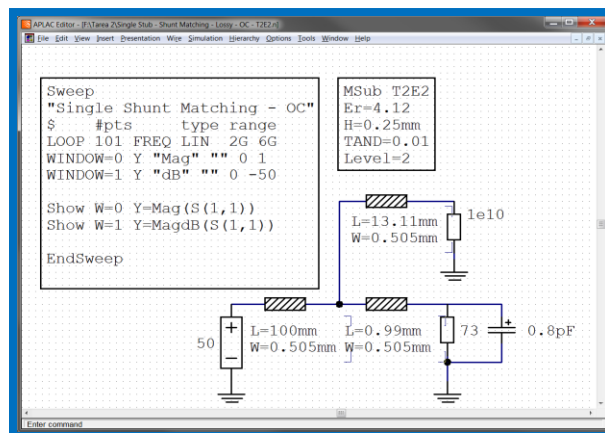 APLAC Editor - [F:\Tarea 2\Single Stub - Shunt Matching - Lossy - OC - T2E2.n]
File Edit View Insert Presentation Wire Simulation Hierarchy Options Tools Window Help
Sweep
"Single Shunt Matching - OC"
$ #pts type range
LOOP 101 FREQ LIN 2G 6G
WINDOW=0 Y "Mag" "" 0 1
WINDOW=1 Y "dB" "" 0 -50
Show W=0 Y=Mag(S(1,1))
Show W=1 Y=MagdB(S(1,1))
EndSweep
MSub T2E2
Er=4.12
H=0.25mm
TAND=0.01
Level=2
L=13.11mm
W=0.505mm
1e10
50
L=100mm
W=0.505mm
L=0.99mm
W=0.505mm
73
0.8pF
Enter command